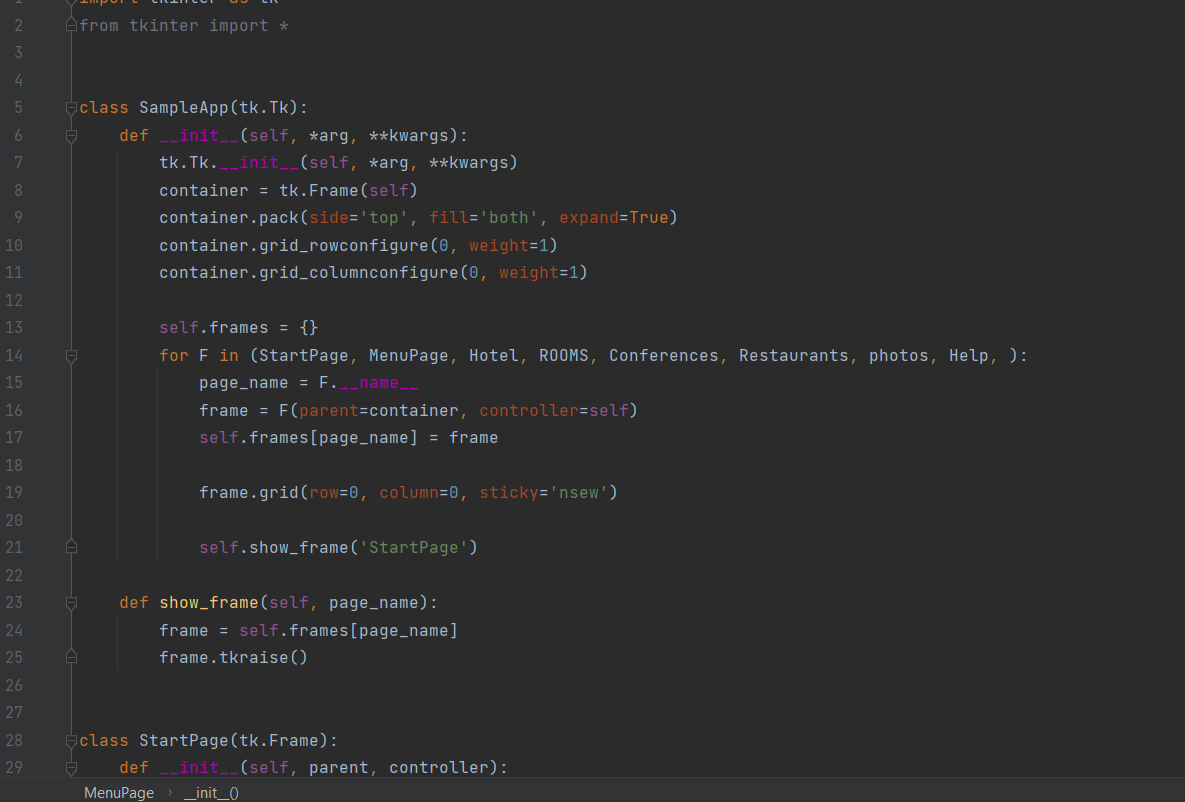 1 import tkinter as tk
2 from tkinter import *
3
4
5 class SampleApp(tk.Tk):
6     def __init__(self, *arg, **kwargs):
7         tk.Tk.__init__(self, *arg, **kwargs)
8         container = tk.Frame(self)
9         container.pack(side='top', fill='both', expand=True)
10         container.grid_rowconfigure(0, weight=1)
11         container.grid_columnconfigure(0, weight=1)
12
13         self.frames = {}
14         for F in (StartPage, MenuPage, Hotel, ROOMS, Conferences, Restaurants, photos, Help, ):
15             page_name = F.__name__
16             frame = F(parent=container, controller=self)
17             self.frames[page_name] = frame
18
19             frame.grid(row=0, column=0, sticky='nsew')
20
21             self.show_frame('StartPage')
22
23     def show_frame(self, page_name):
24         frame = self.frames[page_name]
25         frame.tkraise()
26
27
28 class StartPage(tk.Frame):
29     def __init__(self, parent, controller):
MenuPage › __init__()